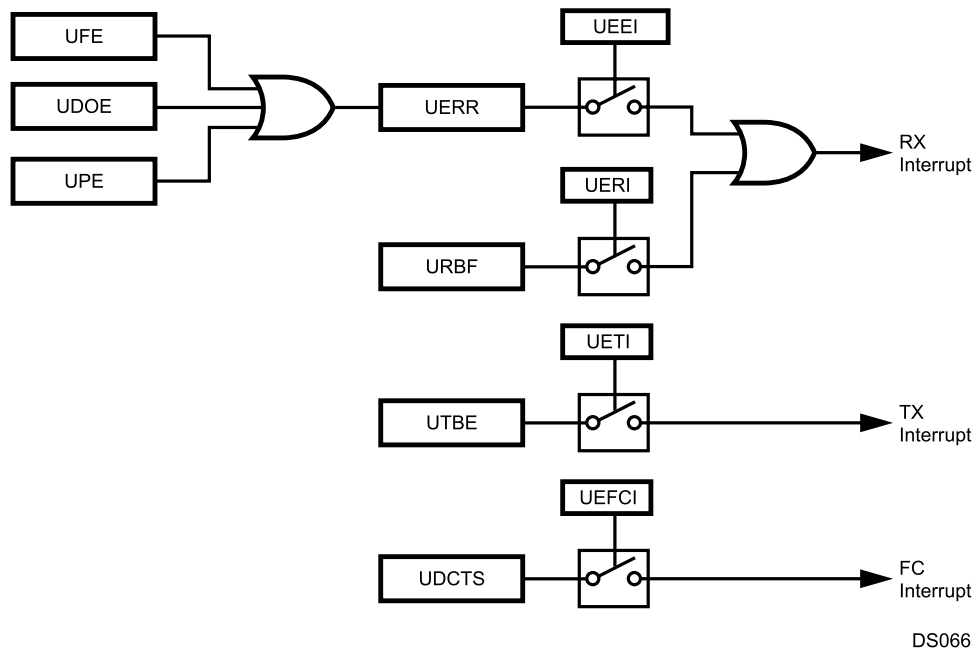 UFE
UEEI
UDOE
UERR
RX
Interrupt
UPE
UERI
URBF
UETI
UTBE
TX
Interrupt
UEFCI
UDCTS
FC
Interrupt
DS066